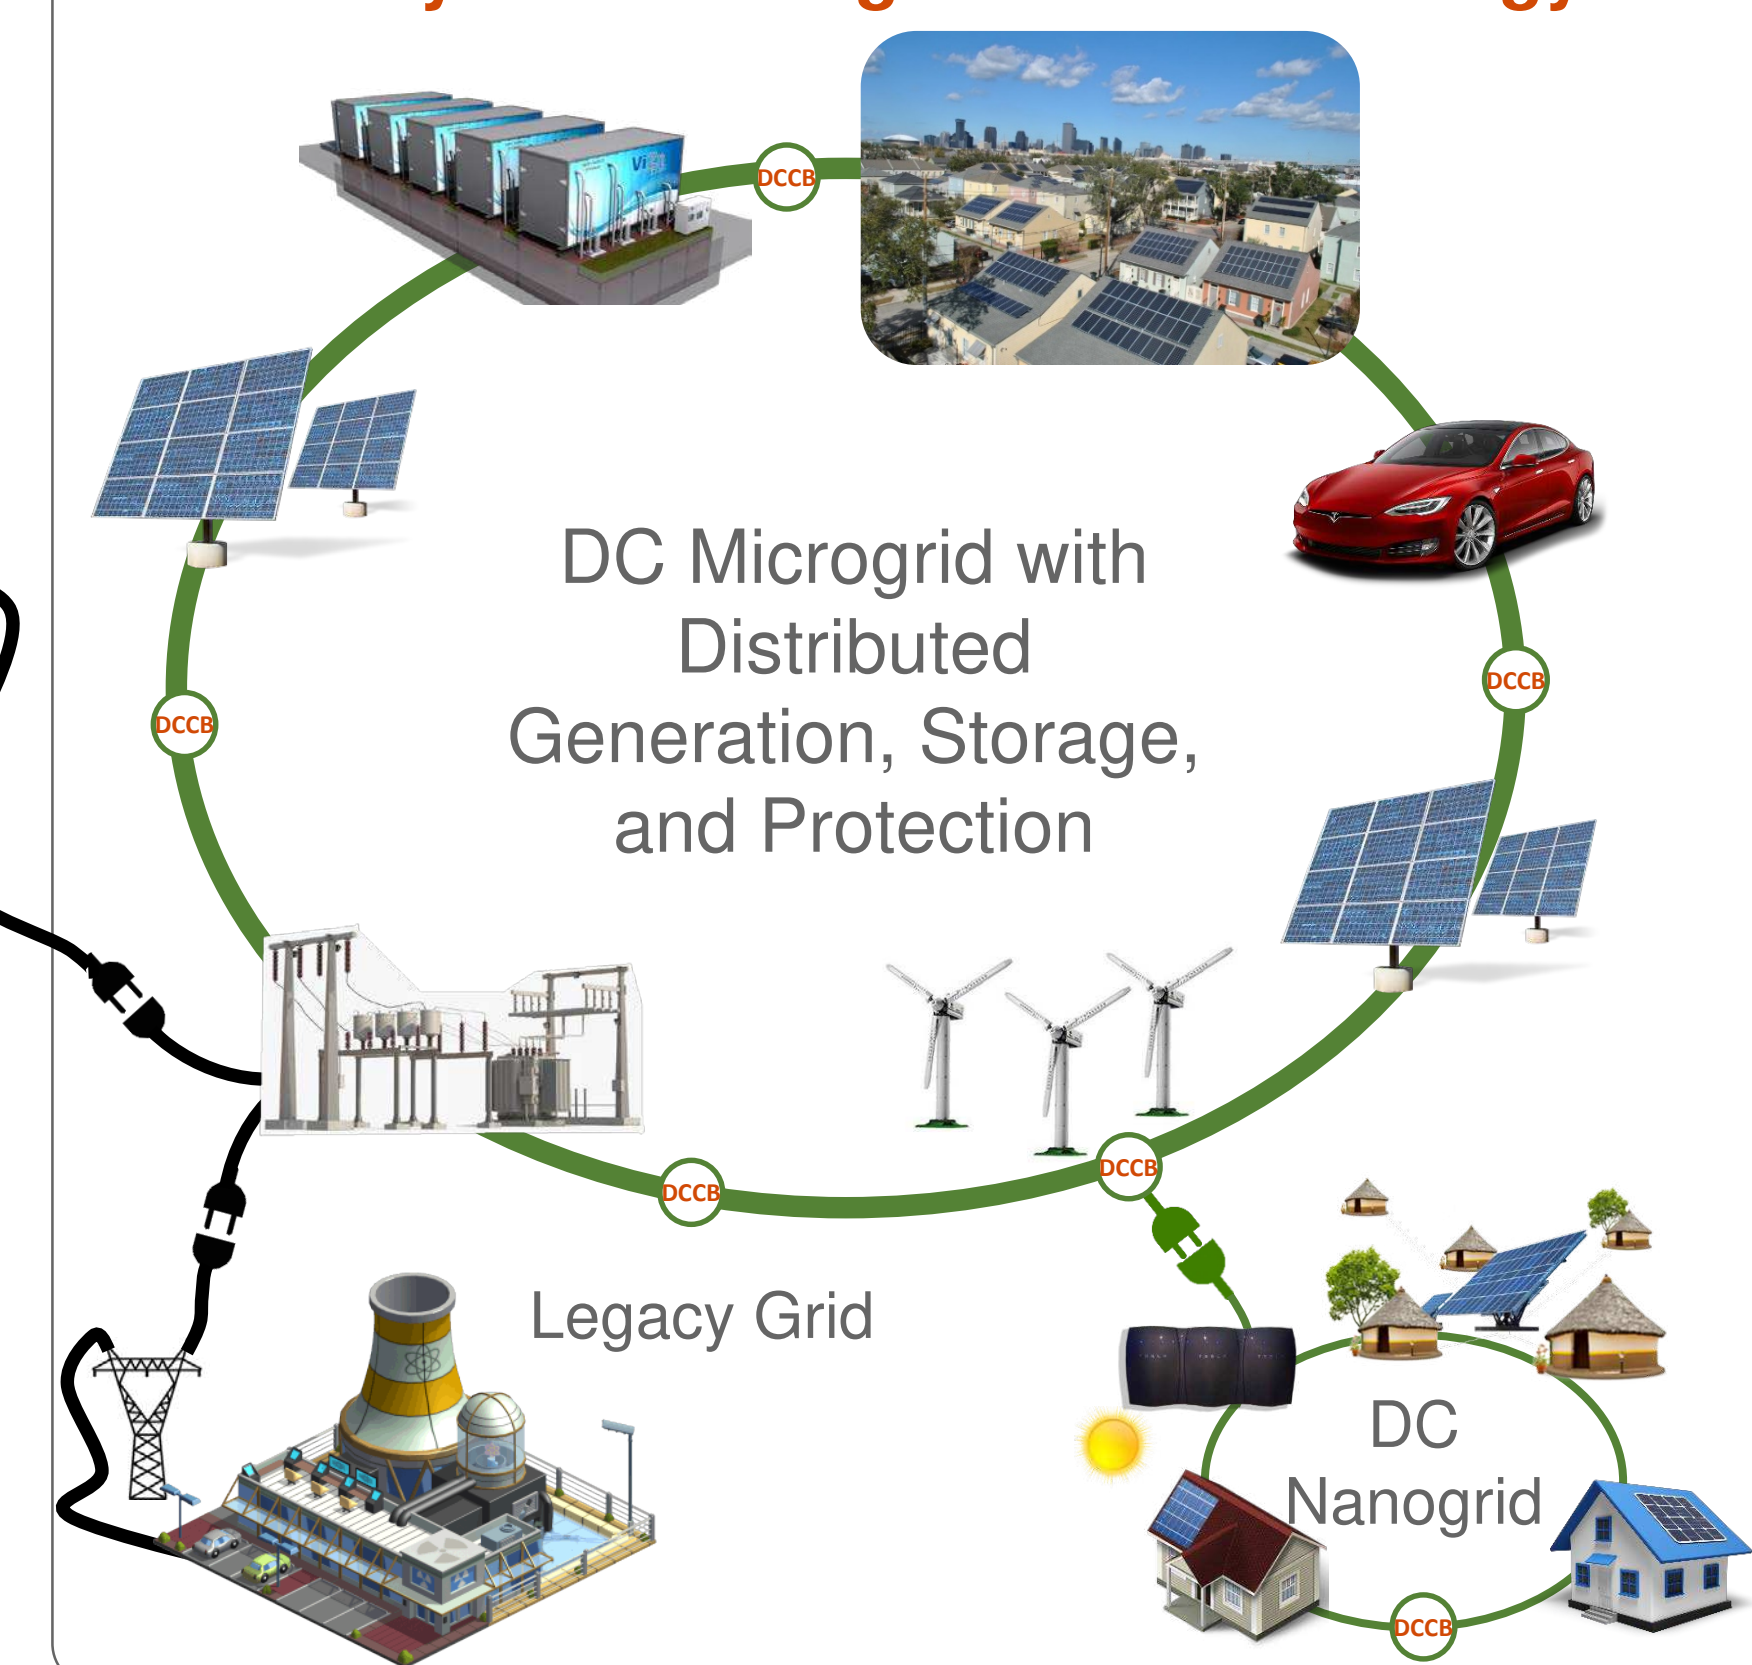 DCCB
DC Microgrid with
Distributed
Generation, Storage,
and Protection
DCCB
DCCB
DCCB
DCCB
Legacy Grid
DC
Nanogrid
DCCB